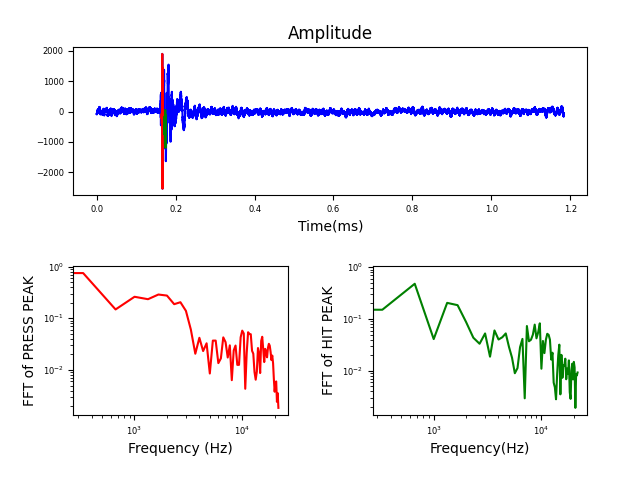 Amplitude
2000
1000
0
−1000
−2000
0.0 0.2 0.4 0.6 0.8 1.0 1.2
Time(ms)
FFT of PRESS PEAK
10⁰
10⁻¹
10⁻²
10³ 10⁴
Frequency (Hz)
FFT of HIT PEAK
10⁰
10⁻¹
10⁻²
10³ 10⁴
Frequency(Hz)